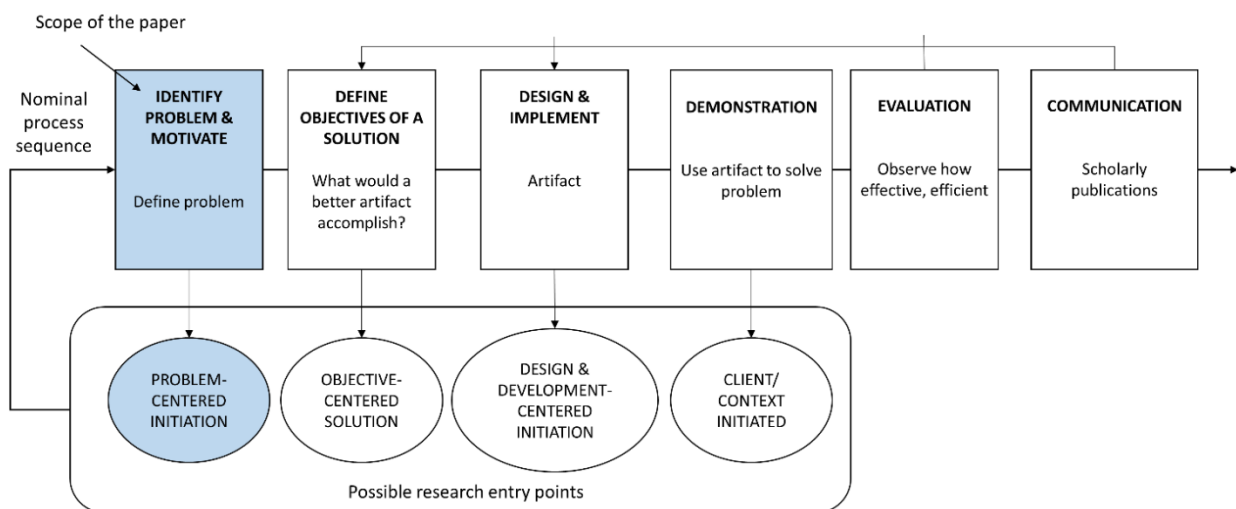 Scope of the paper
Nominal
process
sequence
IDENTIFY
PROBLEM &
MOTIVATE
Define problem
DEFINE
OBJECTIVES OF A
SOLUTION
What would a
better artifact
accomplish?
DESIGN &
IMPLEMENT
Artifact
DEMONSTRATION
Use artifact to solve
problem
EVALUATION
Observe how
effective, efficient
COMMUNICATION
Scholarly
publications
PROBLEM-
CENTERED
INITIATION
OBJECTIVE-
CENTERED
SOLUTION
DESIGN &
DEVELOPMENT-
CENTERED
INITIATION
CLIENT/
CONTEXT
INITIATED
Possible research entry points